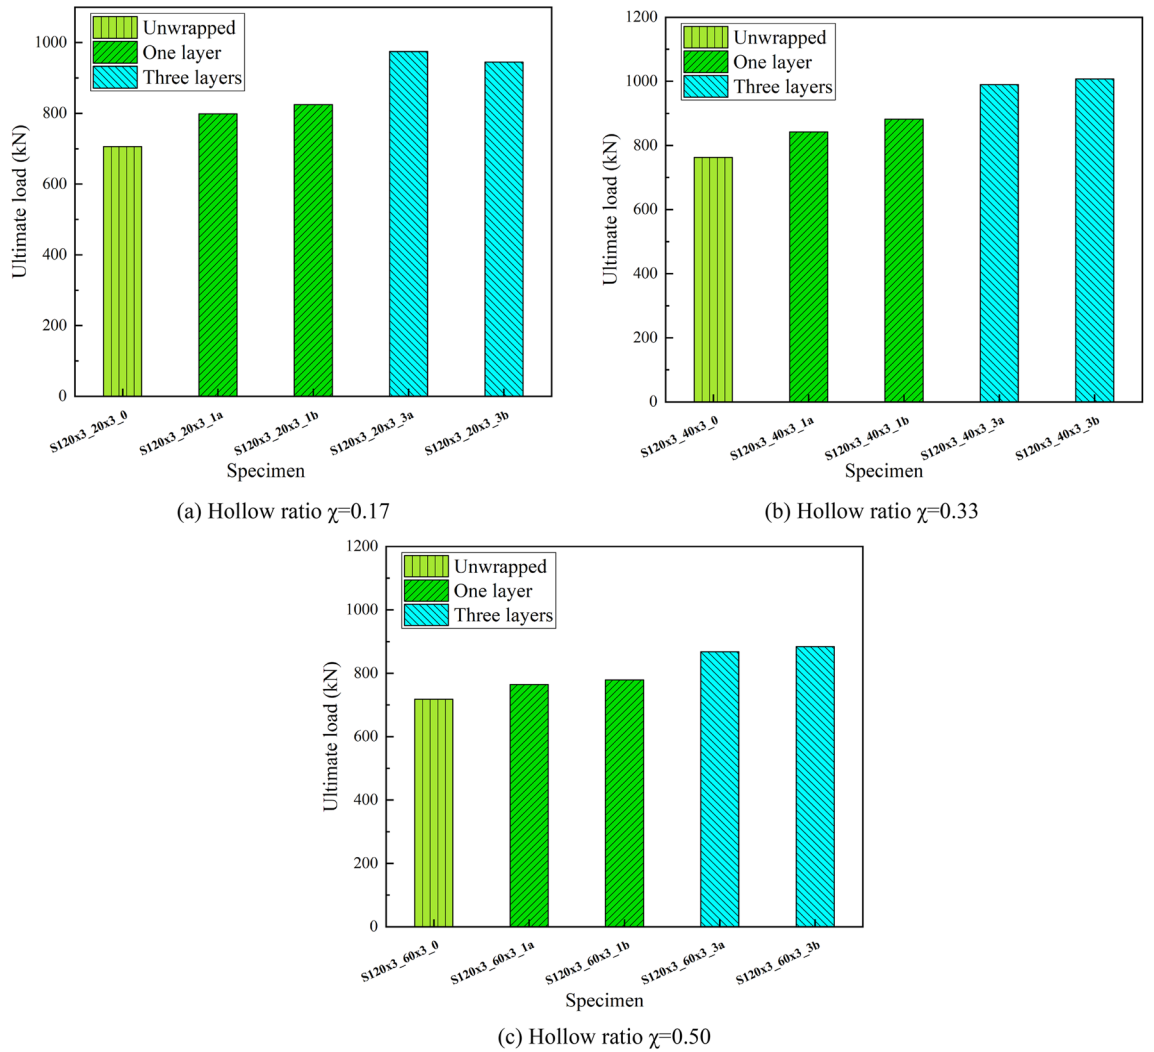 Unwrapped
One layer
Three layers
1000
800
600
400
200
0
Ultimate load (kN)
S120x3_20x3_0
S120x3_20x3_1a
S120x3_20x3_1b
S120x3_20x3_3a
S120x3_20x3_3b
Specimen
(a) Hollow ratio χ=0.17
Unwrapped
One layer
Three layers
1200
1000
800
600
400
200
0
Ultimate load (kN)
S120x3_40x3_0
S120x3_40x3_1a
S120x3_40x3_1b
S120x3_40x3_3a
S120x3_40x3_3b
Specimen
(b) Hollow ratio χ=0.33
Unwrapped
One layer
Three layers
1200
1000
800
600
400
200
0
Ultimate load (kN)
S120x3_60x3_0
S120x3_60x3_1a
S120x3_60x3_1b
S120x3_60x3_3a
S120x3_60x3_3b
Specimen
(c) Hollow ratio χ=0.50